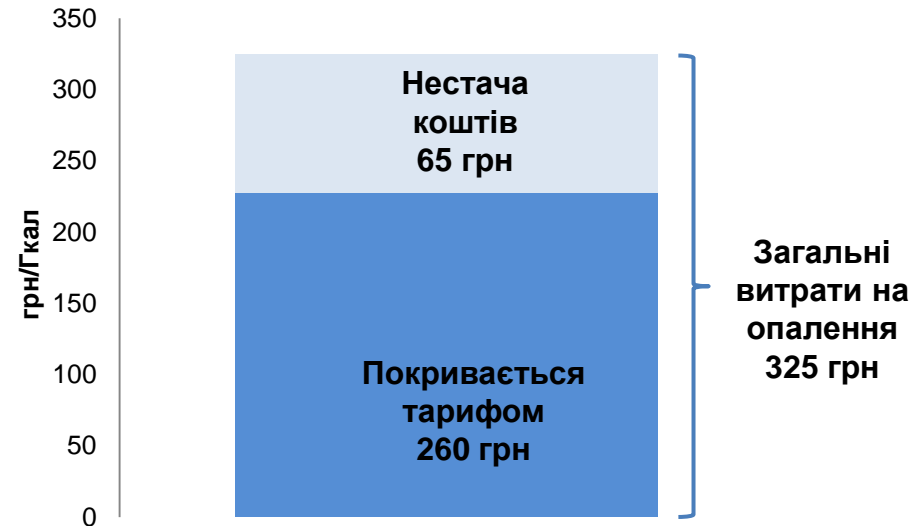 350
300
250
200
150
100
50
0
грн/Гкал
Нестача
коштів
65 грн
Покривається
тарифом
260 грн
Загальні
витрати на
опалення
325 грн